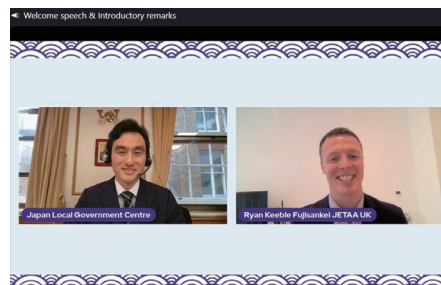 Welcome speech & Introductory remarks
Japan Local Government Centre
Ryan Keeble Fujisankei JETAA UK